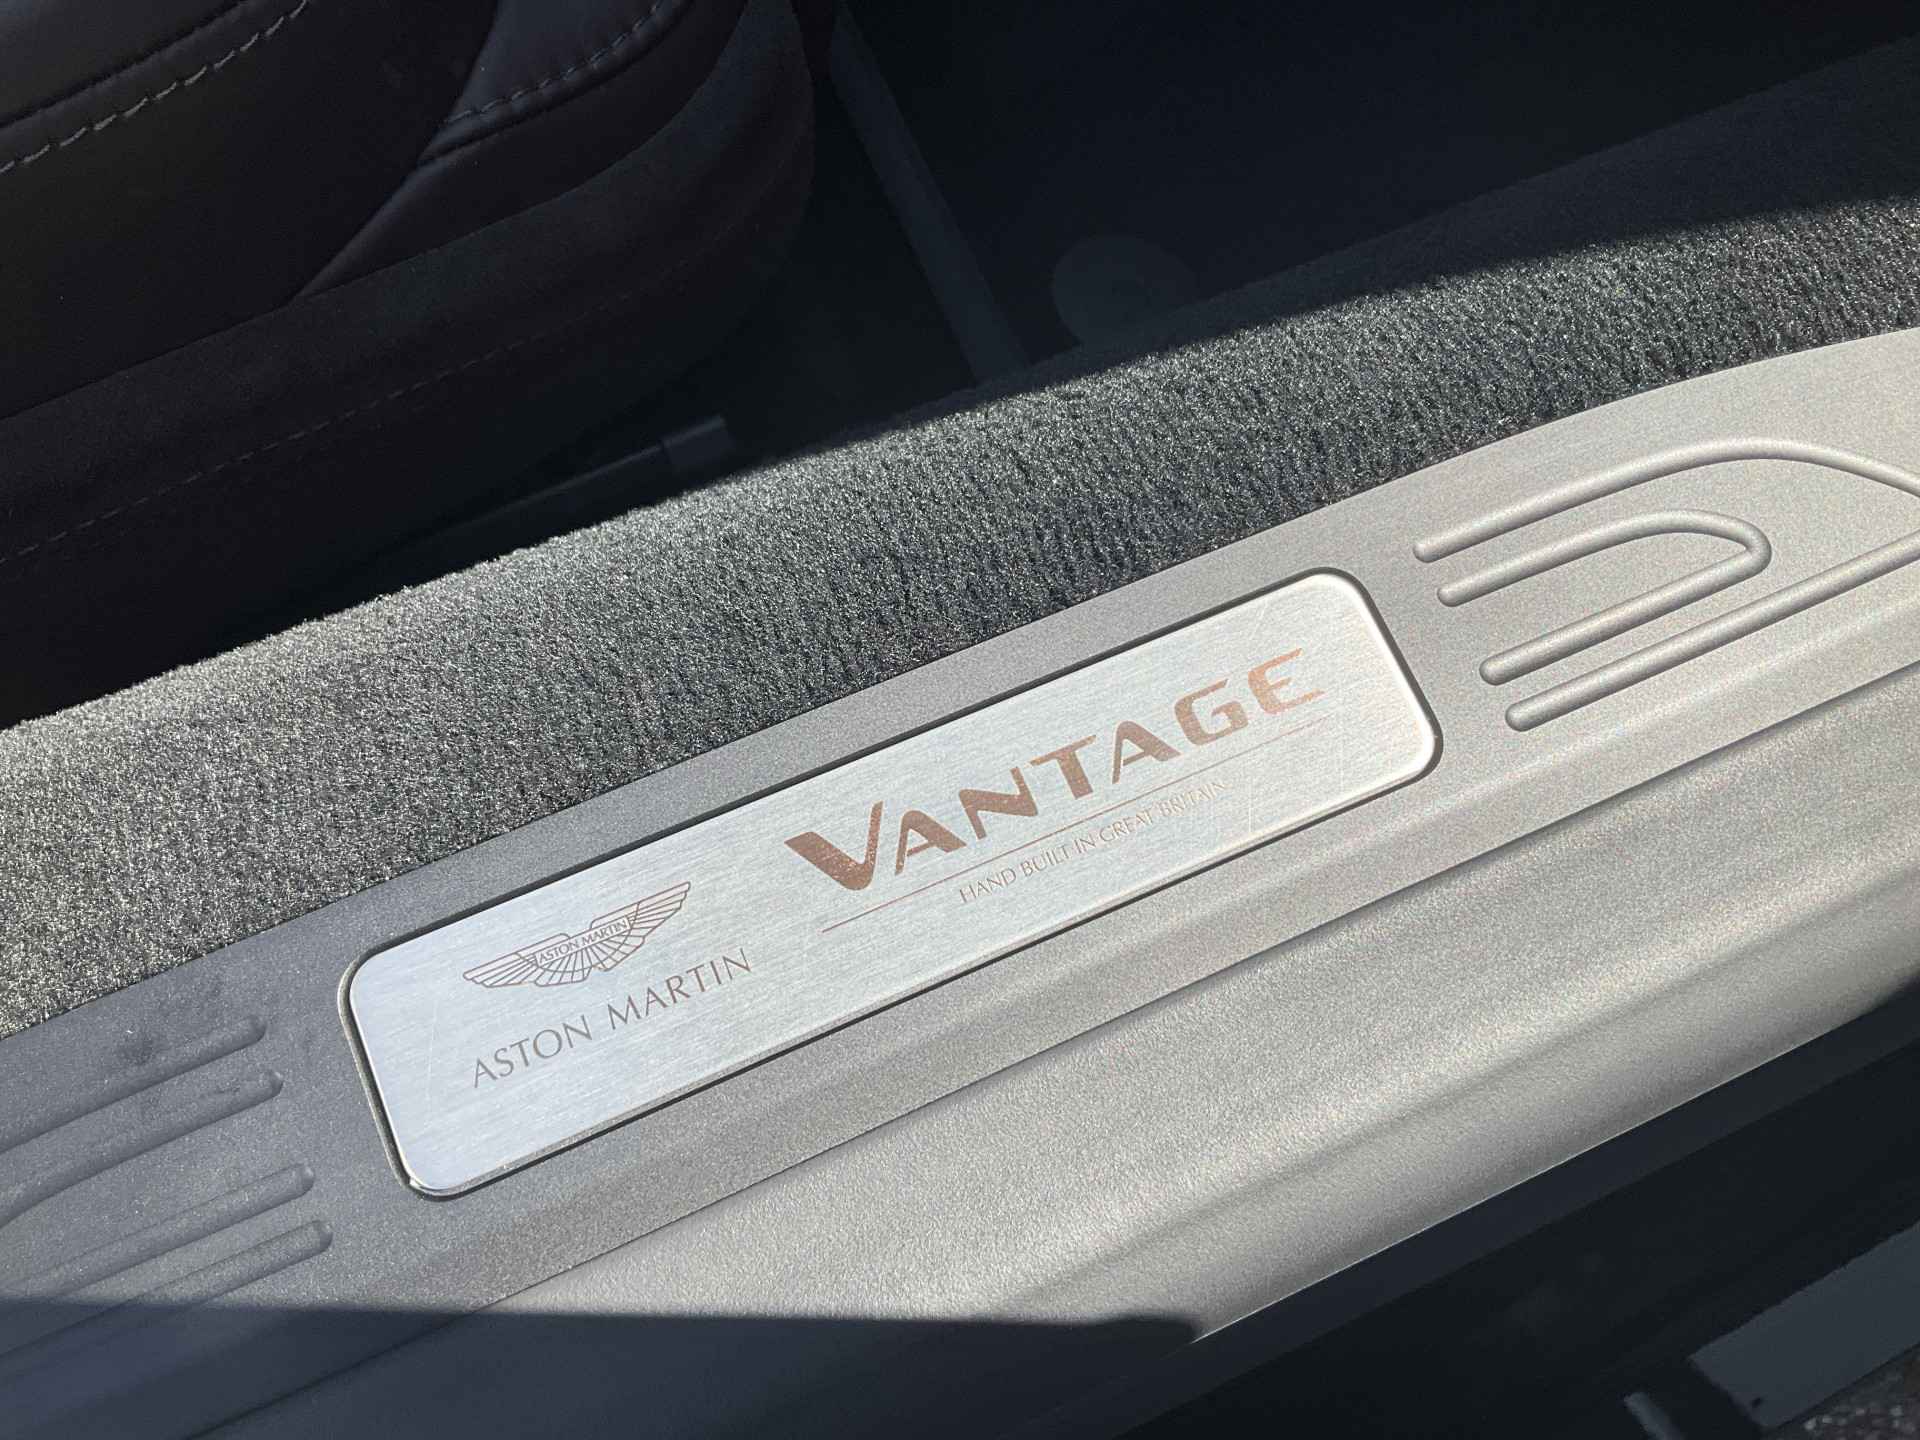 ASTON MARTIN
ASTON MARTIN
VANTAGE
HAND BUILT IN GREAT BRITAIN